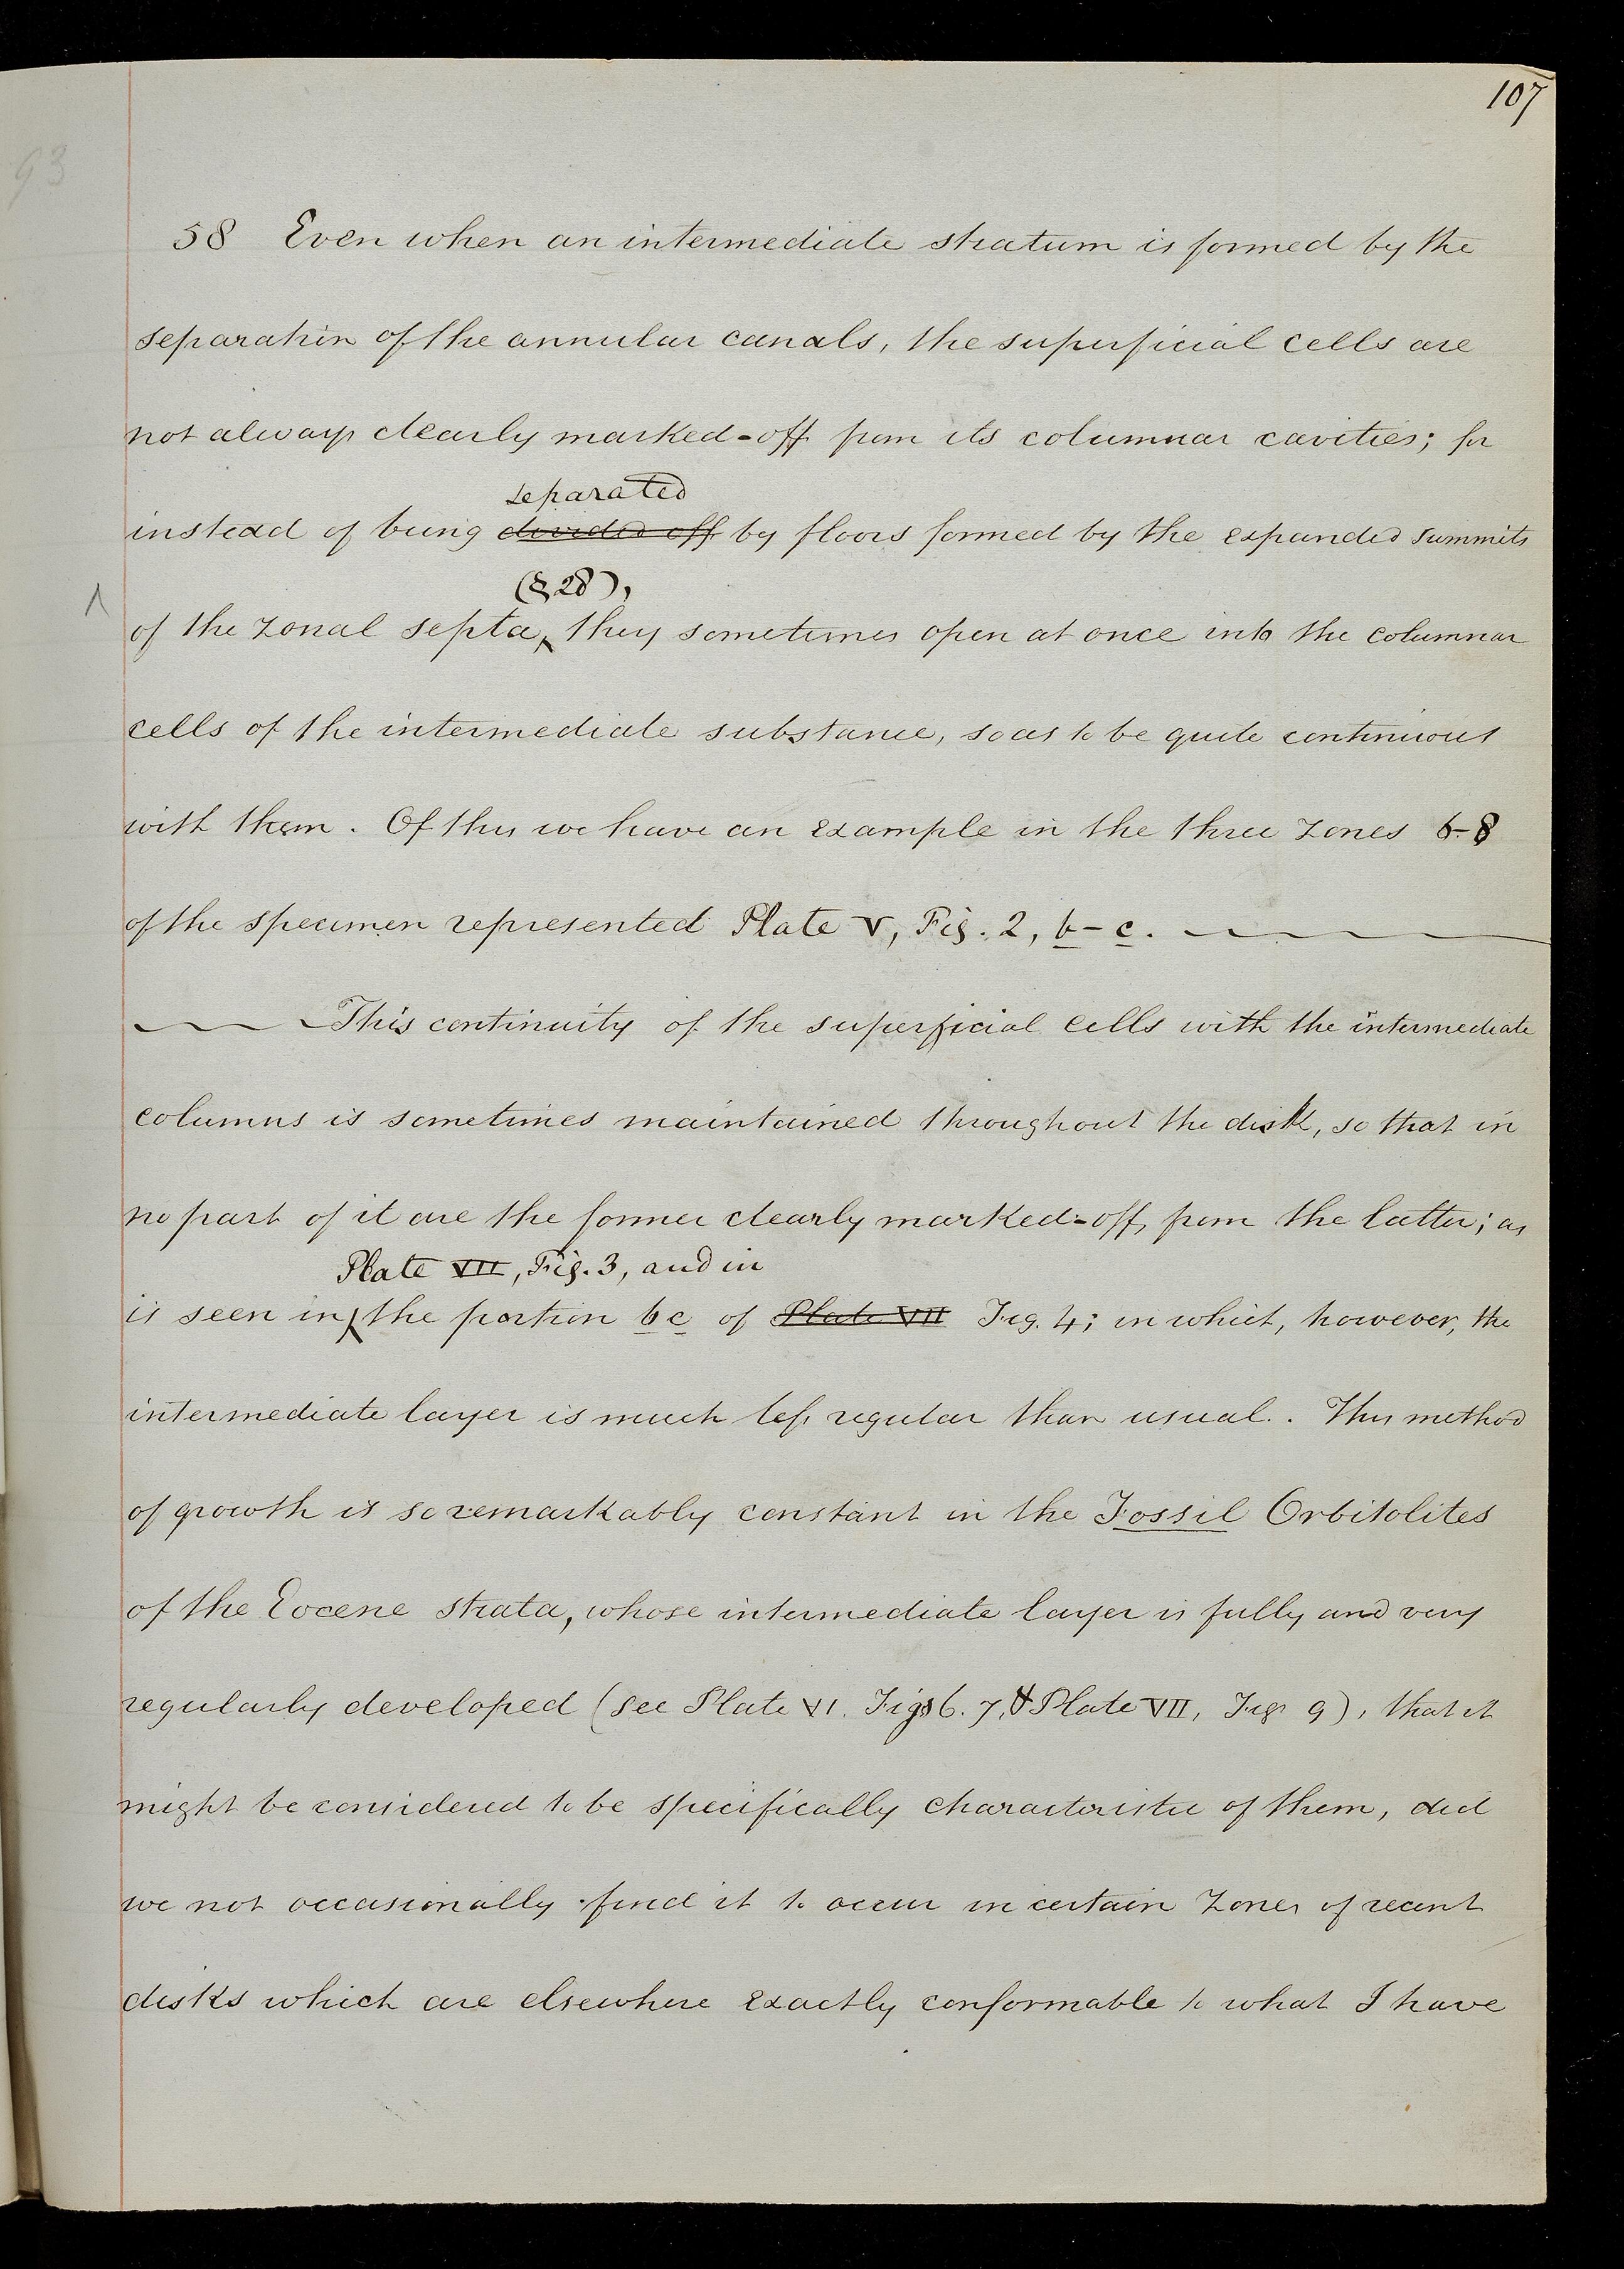 107
93
58 Even when an intermediate stratum is formed by the
separation of the annular canals, the superficial cells are
not always clearly marked-off from its columnar cavities; for
separated
instead of being divided off by floors formed by the expanded summits
(§ 28),
of the zonal septa, they sometimes open at once into the columnar
cells of the intermediate substance, so as to be quite continuous
with them. Of this we have an example in the three zones 6-8
of the specimen represented Plate V, Fig. 2, b-c.
This continuity of the superficial cells with the intermediate
columns is sometimes maintained throughout the disk, so that in
no part of it are the former clearly marked-off from the latter; as
Plate VII, Fig. 3, and in
is seen in the portion b c of Plate VII Fig. 4; in which, however, the
intermediate layer is much less regular than usual. This method
of growth is so remarkably constant in the Fossil Orbitolites
of the Eocene strata, whose intermediate layer is fully and very
regularly developed (see Plate VI. Figs 6. 7, & Plate VII, Fig. 9), that it
might be considered to be specifically characteristic of them, did
we not occasionally find it to occur in certain zones of recent
disks which are elsewhere exactly conformable to what I have